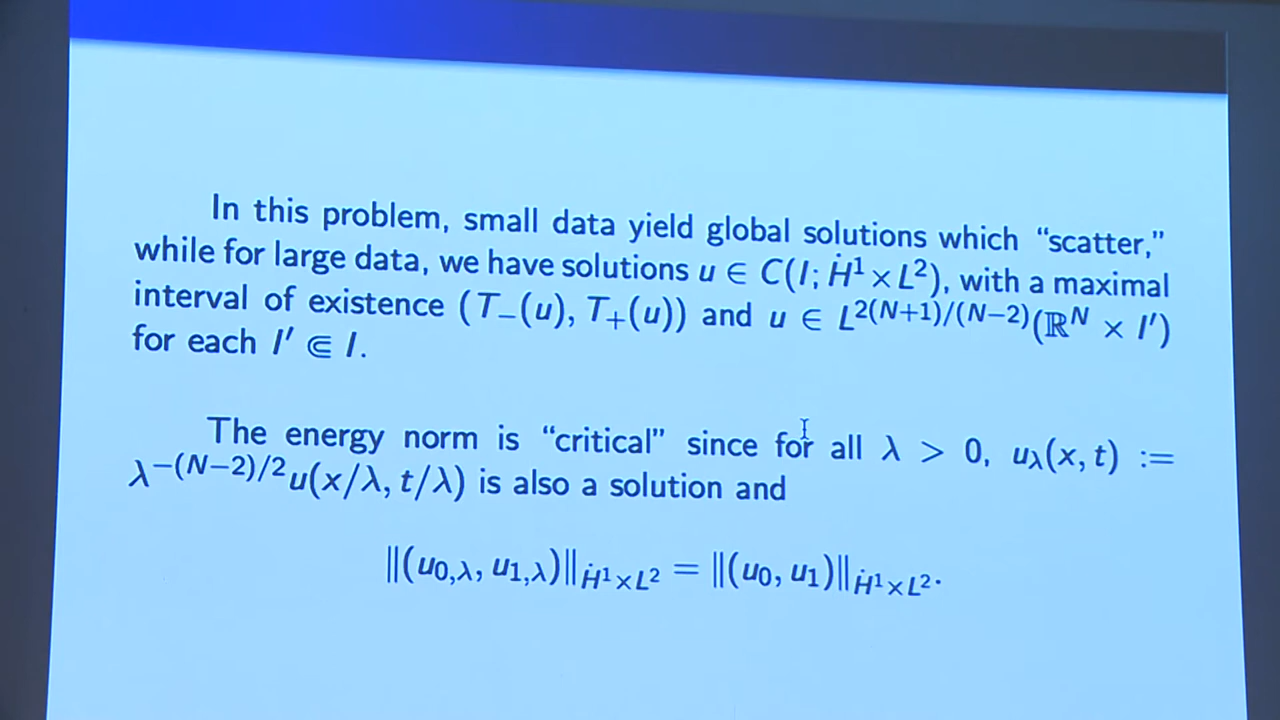 In this problem, small data yield global solutions which “scatter,”
while for large data, we have solutions u ∈ C(I; Ḣ¹ × L²), with a maximal
interval of existence (T₋(u), T₊(u)) and u ∈ L^{2(N+1)/(N−2)}(ℝ^N × I′)
for each I′ ⋐ I.
The energy norm is “critical” since for all λ > 0, u_λ(x, t) :=
λ^{−(N−2)/2}u(x/λ, t/λ) is also a solution and
‖(u_{0,λ}, u_{1,λ})‖_{Ḣ¹×L²} = ‖(u₀, u₁)‖_{Ḣ¹×L²}.